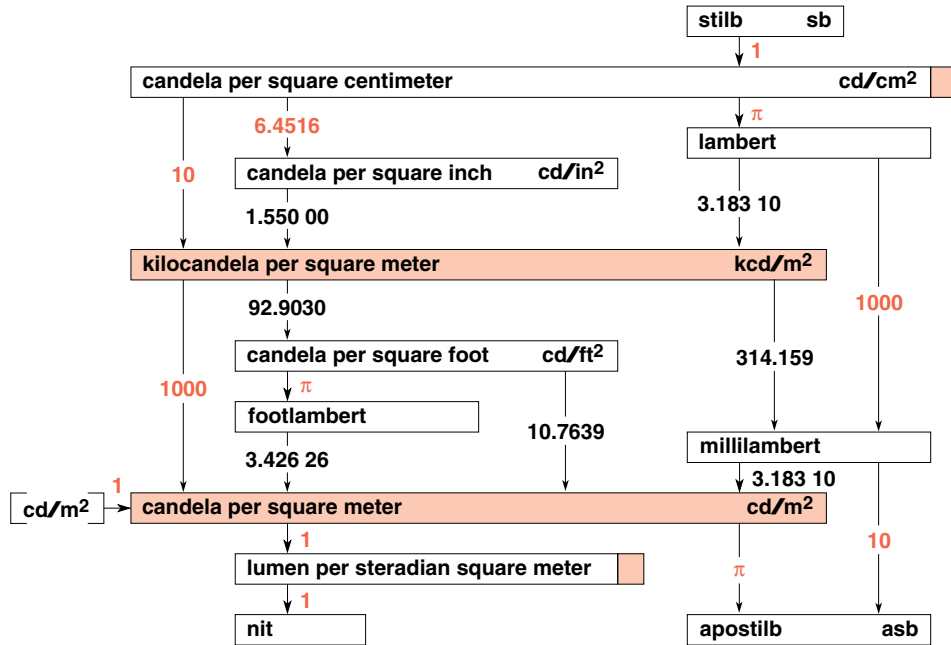 stilb sb
1
candela per square centimeter cd/cm²
6.4516
π
lambert
10
candela per square inch cd/in²
1.550 00
3.183 10
kilocandela per square meter kcd/m²
92.9030
1000
candela per square foot cd/ft²
314.159
1000
π
footlambert
10.7639
3.426 26
millilambert
3.183 10
1
cd/m²
candela per square meter cd/m²
1
10
lumen per steradian square meter
π
1
nit
apostilb asb